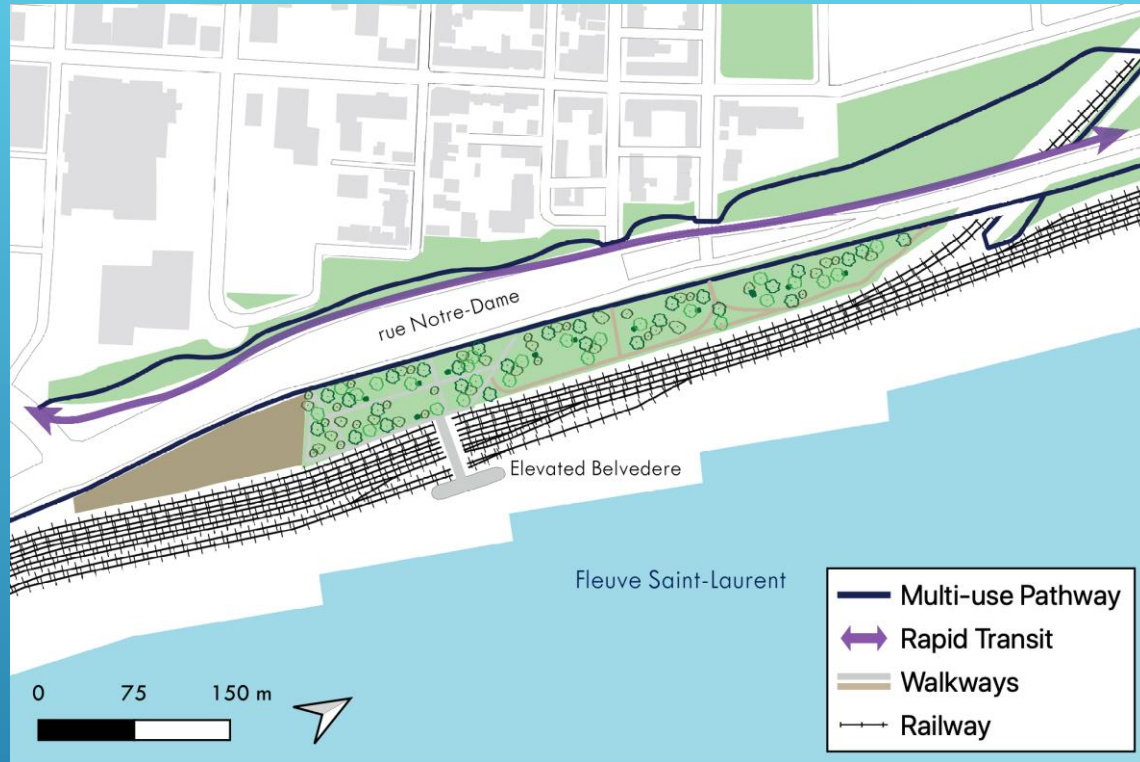 rue Notre-Dame
Elevated Belvedere
Fleuve Saint-Laurent
Multi-use Pathway
Rapid Transit
Walkways
Railway
0 75 150 m